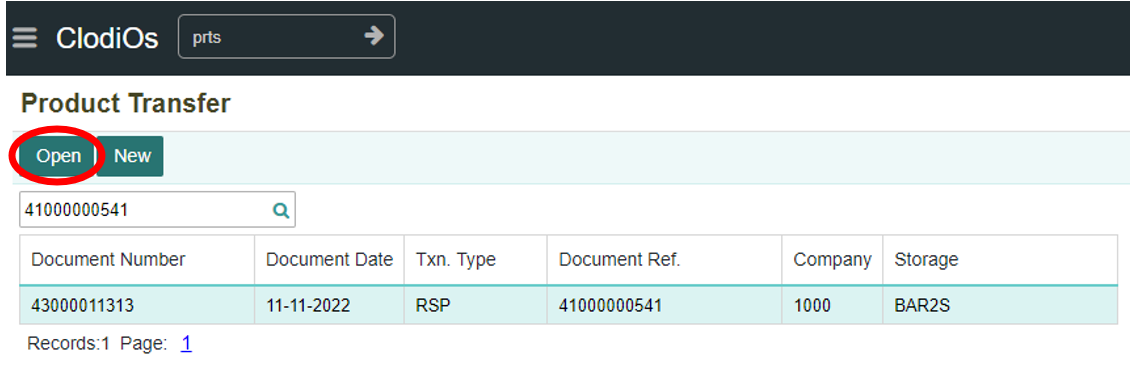 ClodiOs prts
Product Transfer
Open New
41000000541
Document Number Document Date Txn. Type Document Ref. Company Storage
43000011313 11-11-2022 RSP 41000000541 1000 BAR2S
Records:1 Page: 1